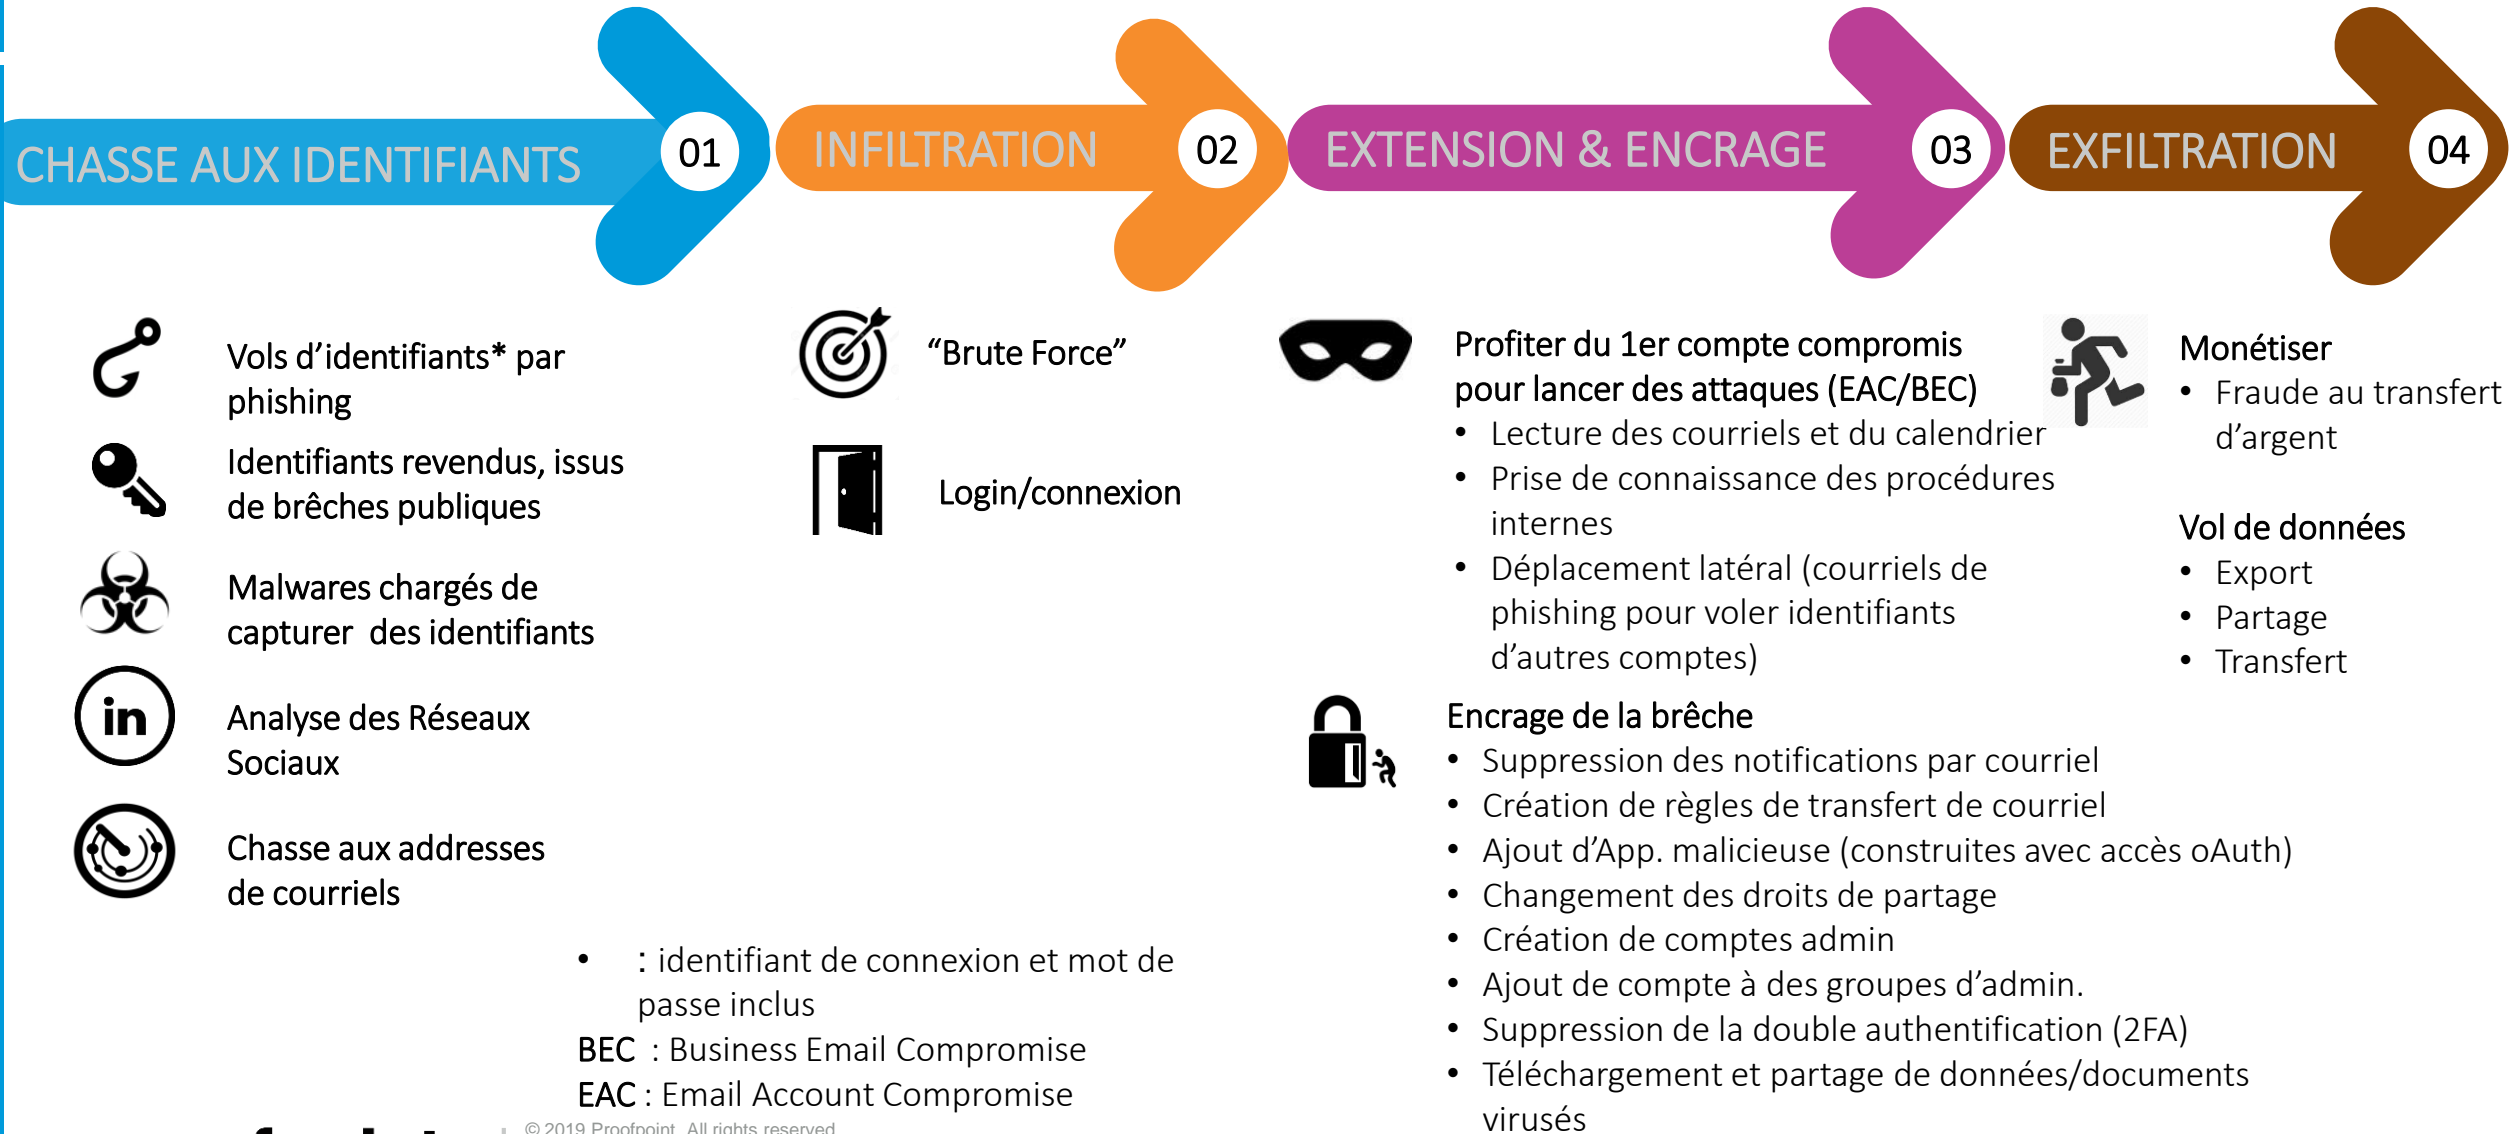 CHASSE AUX IDENTIFIANTS
01
INFILTRATION
02
EXTENSION & ENCRAGE
03
EXFILTRATION
04
Vols d’identifiants* par
phishing
Identifiants revendus, issus
de brêches publiques
Malwares chargés de
capturer des identifiants
in
Analyse des Réseaux
Sociaux
Chasse aux addresses
de courriels
“Brute Force”
Login/connexion
• : identifiant de connexion et mot de
passe inclus
BEC : Business Email Compromise
EAC : Email Account Compromise
Profiter du 1er compte compromis
pour lancer des attaques (EAC/BEC)
• Lecture des courriels et du calendrier
• Prise de connaissance des procédures
internes
• Déplacement latéral (courriels de
phishing pour voler identifiants
d’autres comptes)
Encrage de la brêche
• Suppression des notifications par courriel
• Création de règles de transfert de courriel
• Ajout d’App. malicieuse (construites avec accès oAuth)
• Changement des droits de partage
• Création de comptes admin
• Ajout de compte à des groupes d’admin.
• Suppression de la double authentification (2FA)
• Téléchargement et partage de données/documents
virusés
Monétiser
• Fraude au transfert
d’argent
Vol de données
• Export
• Partage
• Transfert
© 2019 Proofpoint. All rights reserved